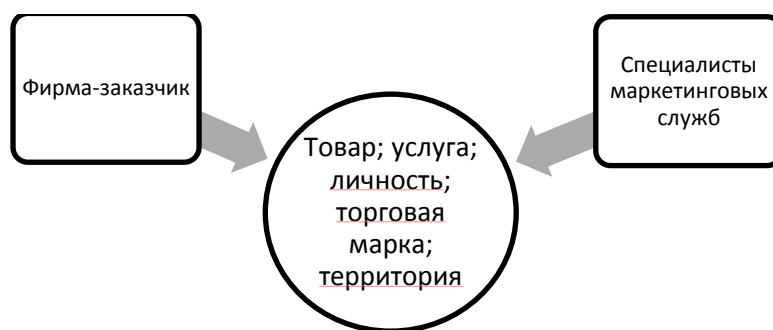 Фирма-заказчик
Специалисты
маркетинговых
служб
Товар; услуга;
личность;
торговая
марка;
территория